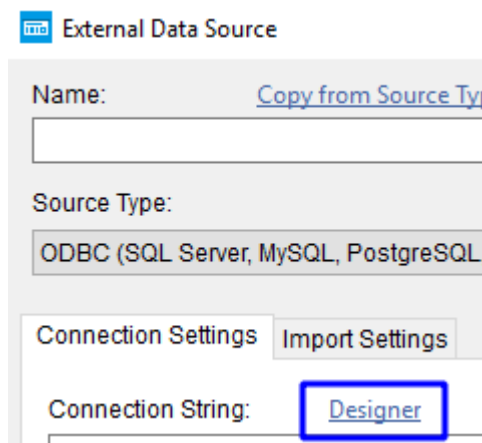 External Data Source
Name: Copy from Source Ty
Source Type:
ODBC (SQL Server, MySQL, PostgreSQL
Connection Settings Import Settings
Connection String: Designer